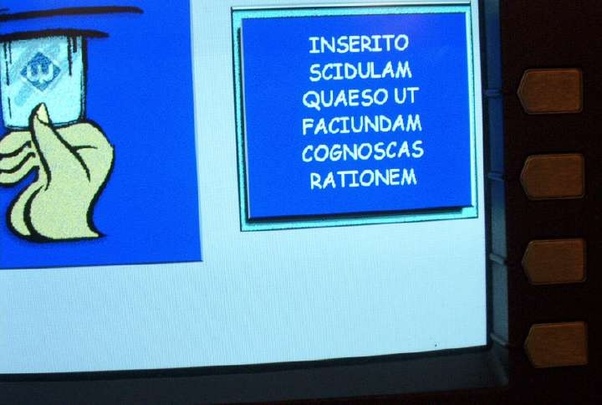 INSERITO
SCIDULAM
QUAESO UT
FACIUNDAM
COGNOSCAS
RATIONEM